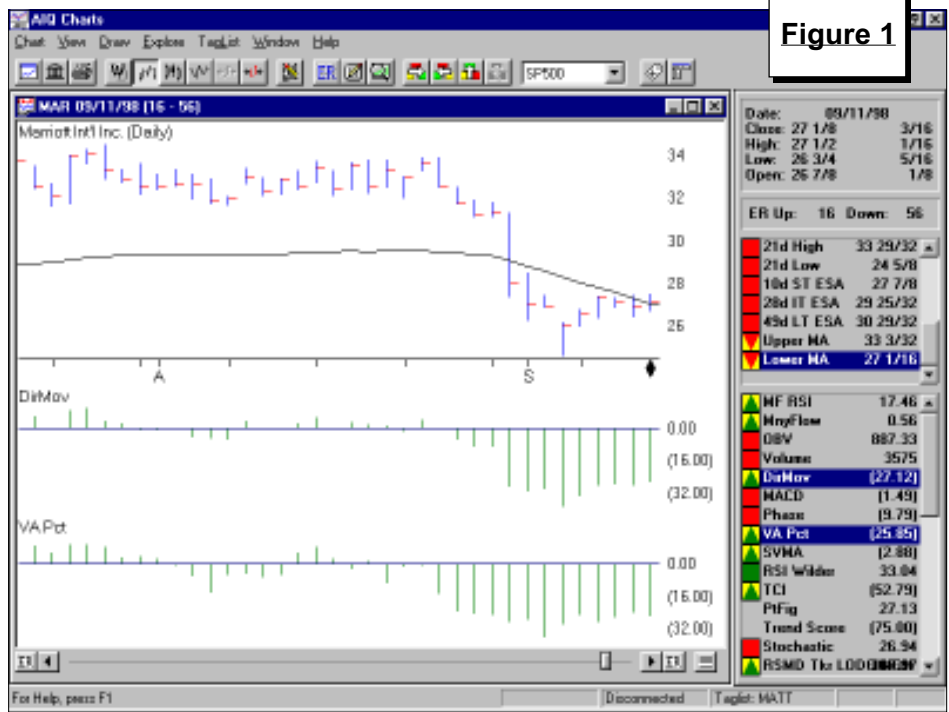 AIQ Charts
Figure 1
Chart View Draw Explore TagList Window Help
ER SP500
MAR 09/11/98 (16 - 56)
Marriott Int'l Inc. (Daily)
34
32
30
28
26
A S
DirMov
0.00
(16.00)
(32.00)
VA Pct
0.00
(16.00)
(32.00)
Date: 09/11/98
Close: 27 1/8 3/16
High: 27 1/2 1/16
Low: 26 3/4 5/16
Open: 26 7/8 1/8
ER Up: 16 Down: 56
21d High 33 29/32
21d Low 24 5/8
10d ST ESA 27 7/8
28d IT ESA 29 25/32
49d LT ESA 30 29/32
Upper MA 33 3/32
Lower MA 27 1/16
MF RSI 17.46
MnyFlow 0.56
OBV 887.33
Volume 3575
DirMov (27.12)
MACD (1.49)
Phase (9.79)
VA Pct (25.85)
SVMA (2.88)
RSI Wilder 33.04
TCI (52.79)
PtFig 27.13
Trend Score (75.00)
Stochastic 26.94
RSMD Tkr
For Help, press F1
Disconnected
Taglist: MATT